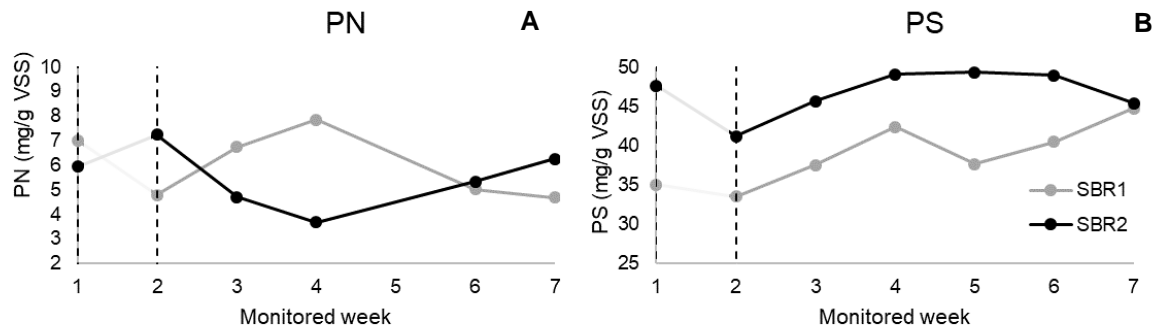 PN
A
PN (mg/g VSS)
10
9
8
7
6
5
4
3
2
1 2 3 4 5 6 7
Monitored week
PS
B
PS (mg/g VSS)
50
45
40
35
30
25
SBR1
SBR2
1 2 3 4 5 6 7
Monitored week